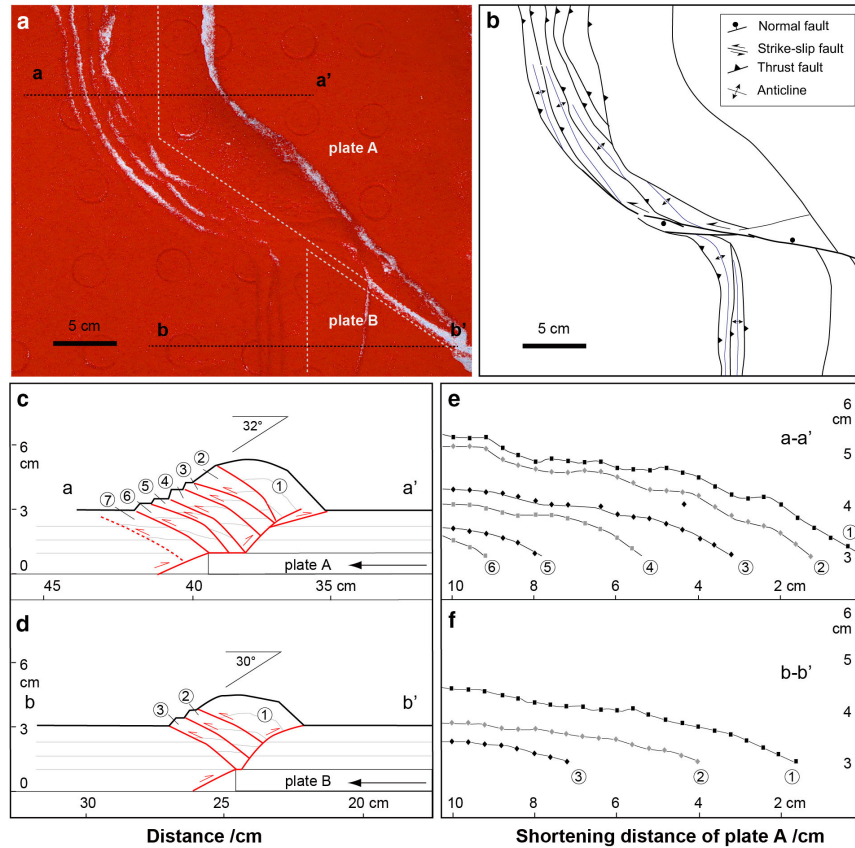 a
a
a'
plate A
5 cm
plate B
b
b'
b
Normal fault
Strike-slip fault
Thrust fault
Anticline
5 cm
c
32°
6
cm
a
a'
⑦ ⑥ ⑤ ④ ③ ② ①
3
0
plate A
45 40 35 cm
d
30°
6
cm
b
b'
③ ② ①
3
0
plate B
30 25 20 cm
Distance /cm
e
6
cm
a-a'
5
4
3
⑥ ⑤ ④ ③ ② ①
10 8 6 4 2 cm
f
6
cm
b-b'
5
4
3
③ ② ①
10 8 6 4 2 cm
Shortening distance of plate A /cm